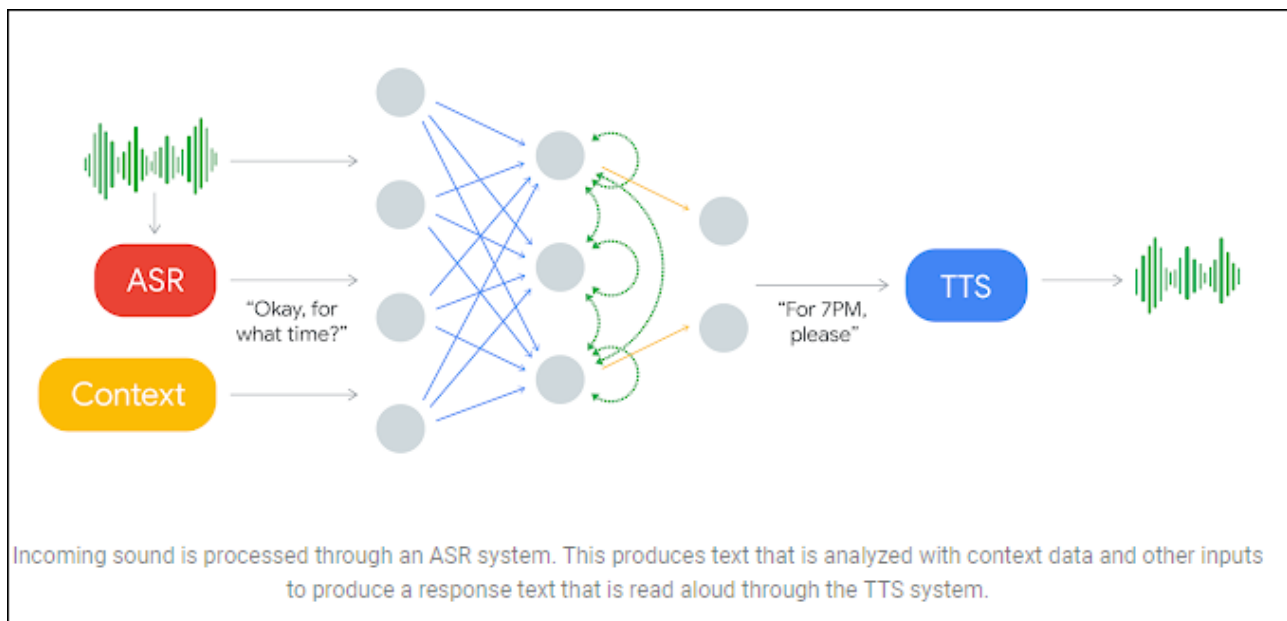 ASR
“Okay, for
what time?”
Context
“For 7PM,
please”
TTS
Incoming sound is processed through an ASR system. This produces text that is analyzed with context data and other inputs
to produce a response text that is read aloud through the TTS system.